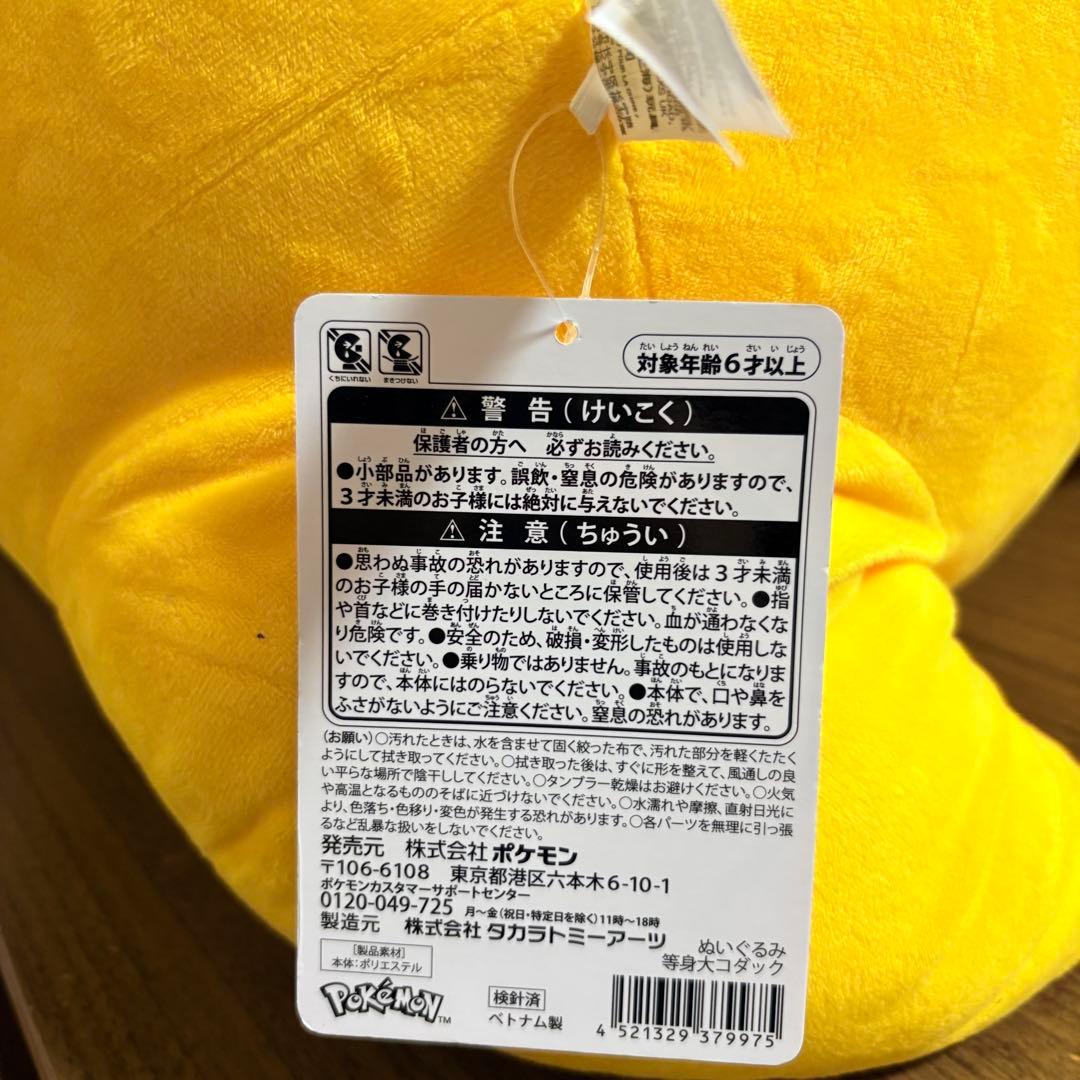 くちにいれない
まきつけない
対象年齢6才以上
たいしょうねんれい さいいじょう
⚠ 警 告(けいこく)
保護者の方へ 必ずお読みください。
●小部品があります。誤飲・窒息の危険がありますので、
3才未満のお子様には絶対に与えないでください。
⚠ 注 意(ちゅうい)
●思わぬ事故の恐れがありますので、使用後は3才未満
のお子様の手の届かないところに保管してください。●指
や首などに巻き付けたりしないでください。血が通わなくな
り危険です。●安全のため、破損・変形したものは使用しな
いでください。●乗り物ではありません。事故のもとになりま
すので、本体にはのらないでください。●本体で、口や鼻を
ふさがないようにご注意ください。窒息の恐れがあります。
(お願い)○汚れたときは、水を含ませて固く絞った布で、汚れた部分を軽くたたく
ようにして拭き取ってください。○拭き取った後は、すぐに形を整えて、風通しの良
い平らな場所で陰干ししてください。○タンブラー乾燥はお避けください。○火気
や高温となるもののそばに近づけないでください。○水濡れや摩擦、直射日光に
より、色落ち・色移り・変色が発生する恐れがあります。○各パーツを無理に引っ張
るなど乱暴な扱いをしないでください。
発売元 株式会社 ポケモン
〒106-6108 東京都港区六本木6-10-1
ポケモンカスタマーサポートセンター
0120-049-725 月～金(祝日・特定日を除く)11時～18時
製造元 株式会社 タカラトミーアーツ
ぬいぐるみ
等身大コダック
[製品素材]
本体:ポリエステル
POKéMON™
検針済
ベトナム製
4 521329 379975